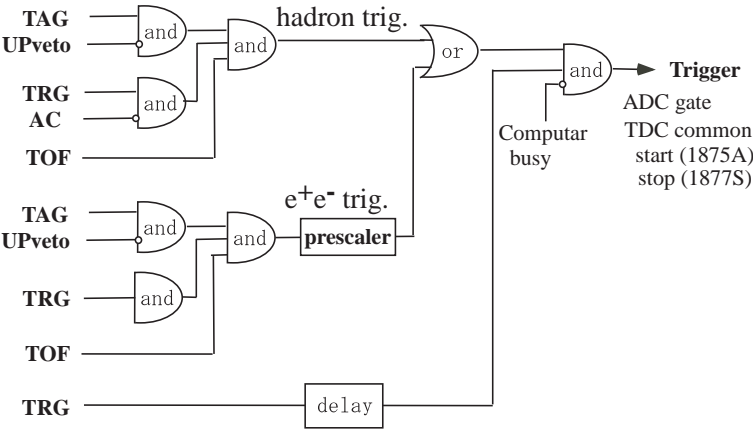 TAG
UPveto
and
and
hadron trig.
TRG
AC
and
TOF
or
and
Trigger
ADC gate
TDC common
start (1875A)
stop (1877S)
Computar
busy
TAG
UPveto
and
and
e+e- trig.
prescaler
TRG
and
TOF
TRG
delay